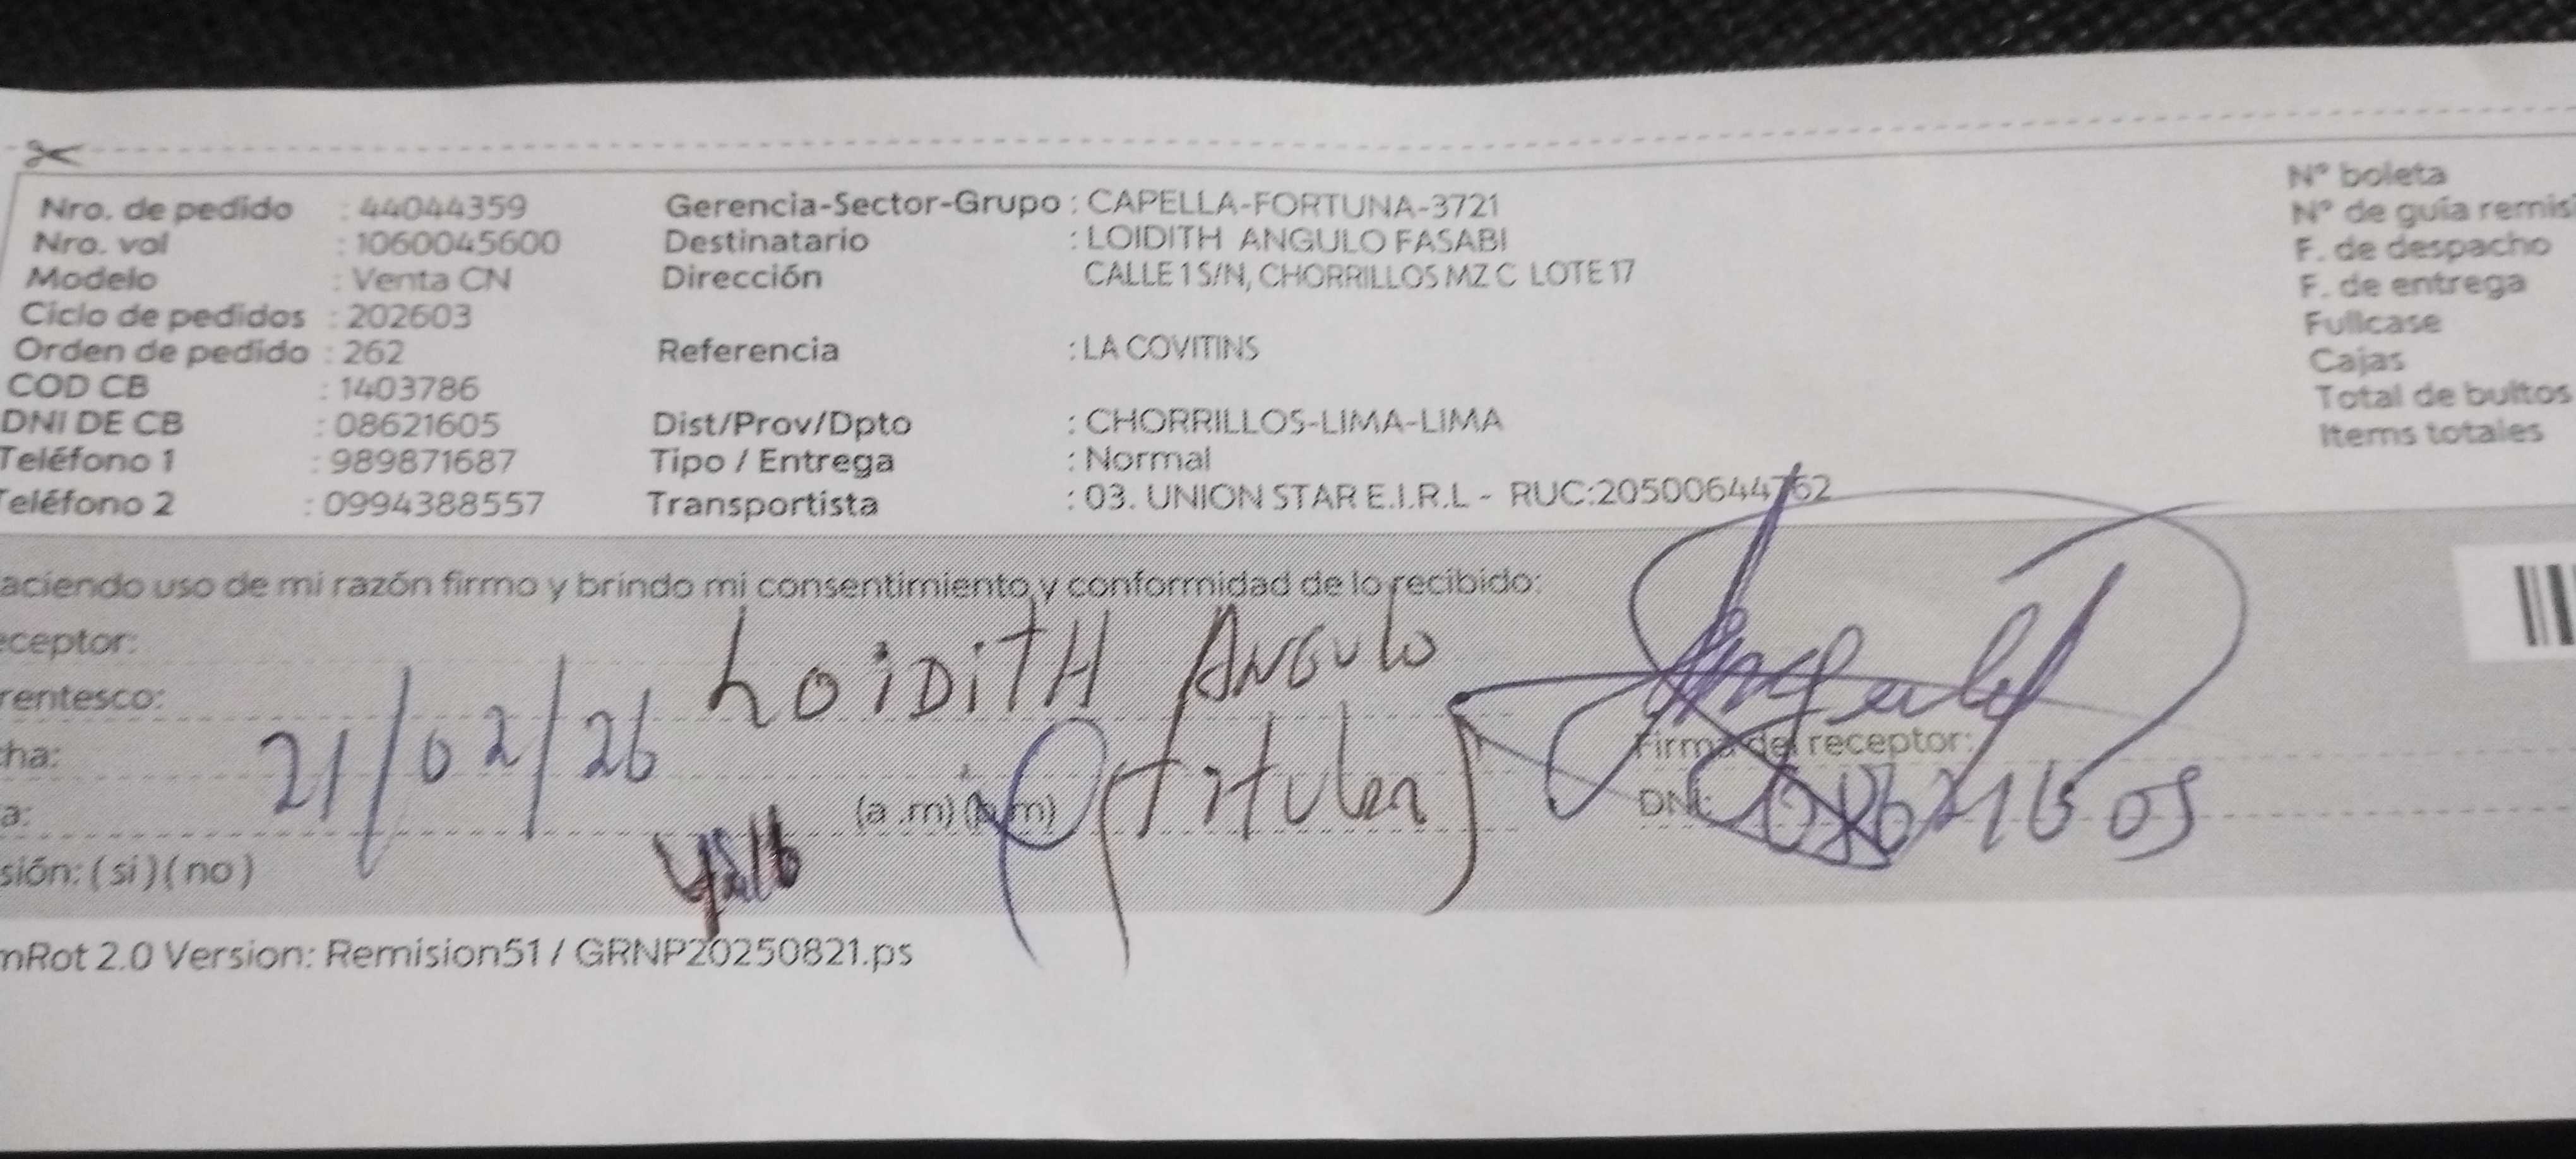 Nro. de pedido : 44044359
Nro. vol : 1060045600
Modelo : Venta CN
Ciclo de pedidos : 202603
Orden de pedido : 262
COD CB : 1403786
DNI DE CB : 08621605
Teléfono 1 : 989871687
Teléfono 2 : 0994388557
Gerencia-Sector-Grupo : CAPELLA-FORTUNA-3721
Destinatario : LOIDITH ANGULO FASABI
Dirección CALLE 1 S/N, CHORRILLOS MZ C LOTE 17
Referencia : LA COVITINS
Dist/Prov/Dpto : CHORRILLOS-LIMA-LIMA
Tipo / Entrega : Normal
Transportista : 03. UNION STAR E.I.R.L - RUC:20500644762
N° boleta
N° de guía remis
F. de despacho
F. de entrega
Fullcase
Cajas
Total de bultos
Items totales
aciendo uso de mi razón firmo y brindo mi consentimiento y conformidad de lo recibido:
eceptor: LOIDITH ANGULO
rentesco: (Titular)
cha: 21/02/26
a: (a .m) (p.m)
sión: ( si ) ( no )
Firma del receptor:
DNI: 08621605
mRot 2.0 Version: Remision51 / GRNP20250821.ps